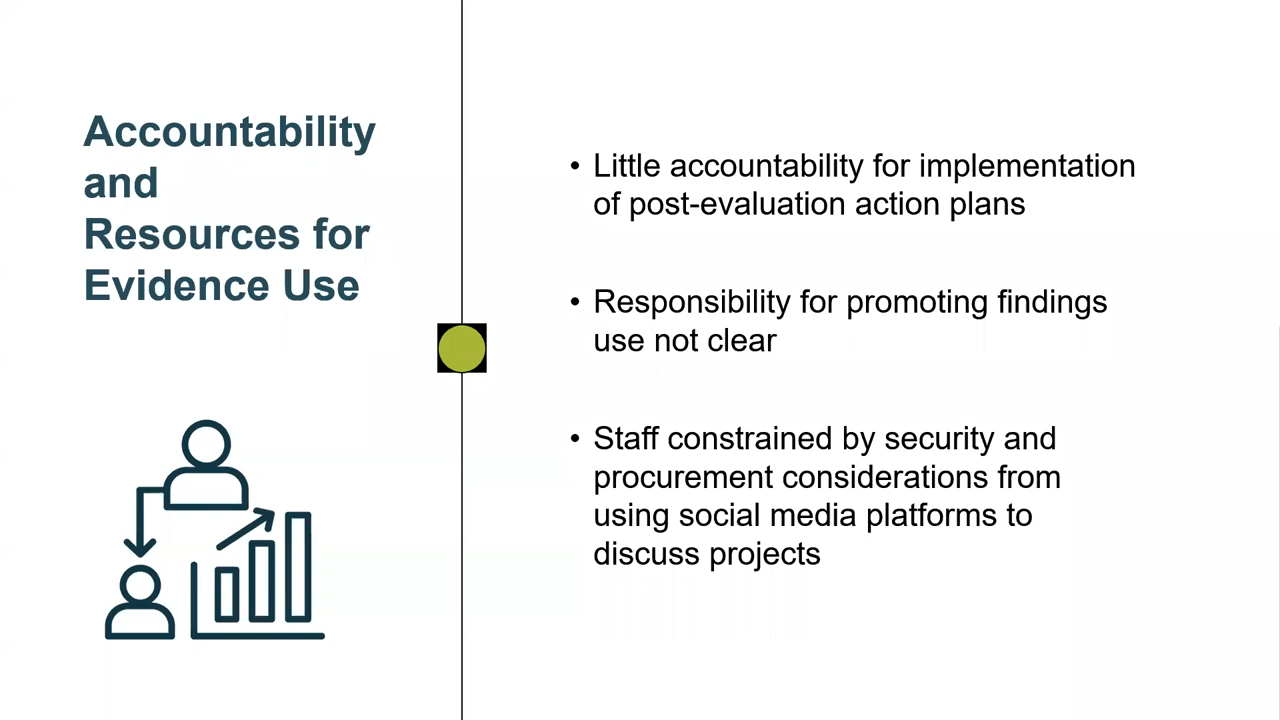 Accountability
and
Resources for
Evidence Use
• Little accountability for implementation
of post-evaluation action plans
• Responsibility for promoting findings
use not clear
• Staff constrained by security and
procurement considerations from
using social media platforms to
discuss projects